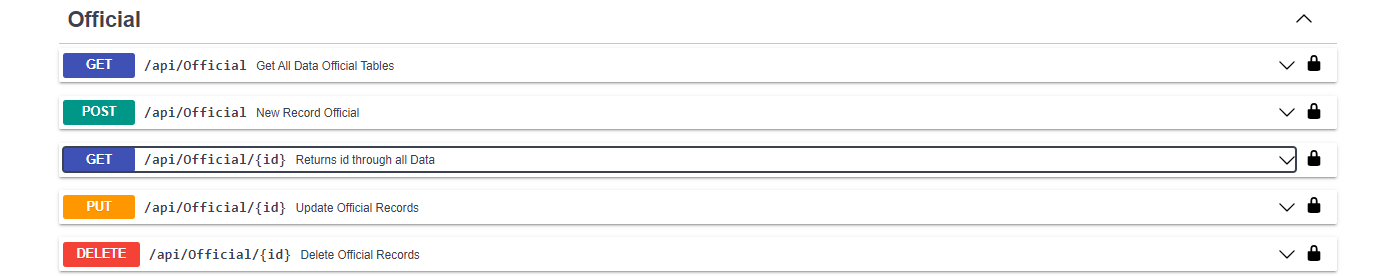 Official
GET /api/Official Get All Data Official Tables
POST /api/Official New Record Official
GET /api/Official/{id} Returns id through all Data
PUT /api/Official/{id} Update Official Records
DELETE /api/Official/{id} Delete Official Records